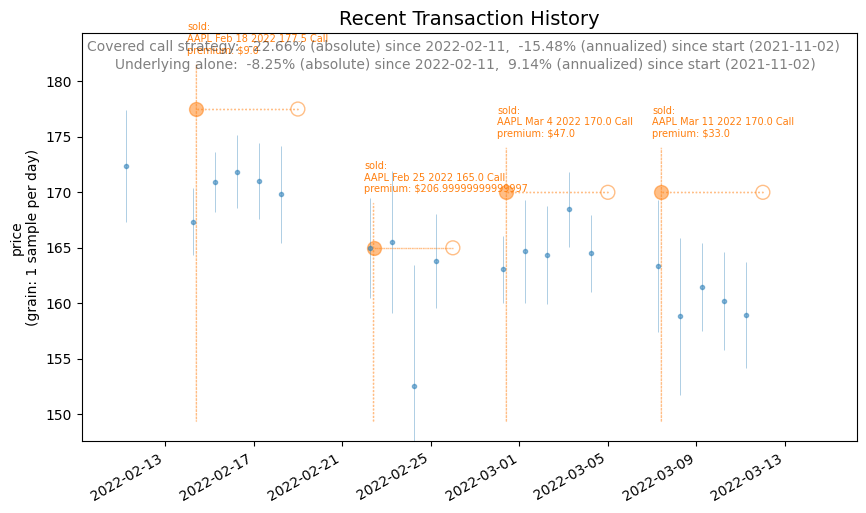 Recent Transaction History
sold:
AAPL Feb 18 2022 177.5 Call
premium: $9.0
Covered call strategy:  -22.66% (absolute) since 2022-02-11,  -15.48% (annualized) since start (2021-11-02)
Underlying alone:  -8.25% (absolute) since 2022-02-11,  9.14% (annualized) since start (2021-11-02)
sold:
AAPL Feb 25 2022 165.0 Call
premium: $206.99999999999997
sold:
AAPL Mar 4 2022 170.0 Call
premium: $47.0
sold:
AAPL Mar 11 2022 170.0 Call
premium: $33.0
price
(grain: 1 sample per day)
180
175
170
165
160
155
150
2022-02-13
2022-02-17
2022-02-21
2022-02-25
2022-03-01
2022-03-05
2022-03-09
2022-03-13